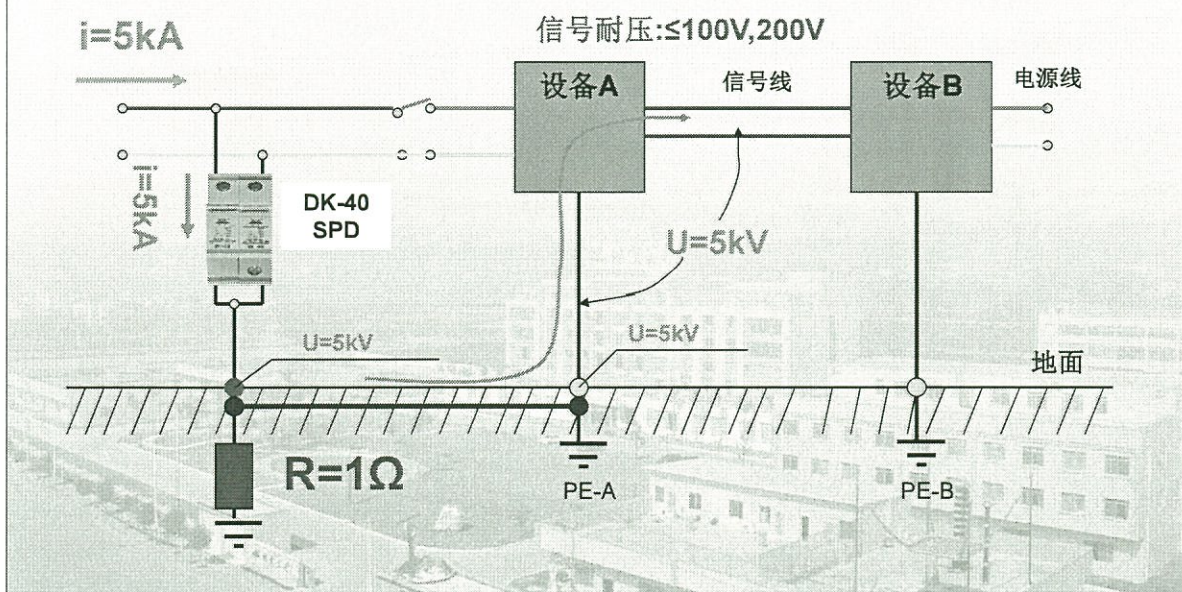 i=5kA
信号耐压:≤100V,200V
设备A
信号线
设备B
电源线
i=5kA
DK-40
SPD
U=5kV
U=5kV
U=5kV
地面
R=1Ω
PE-A
PE-B